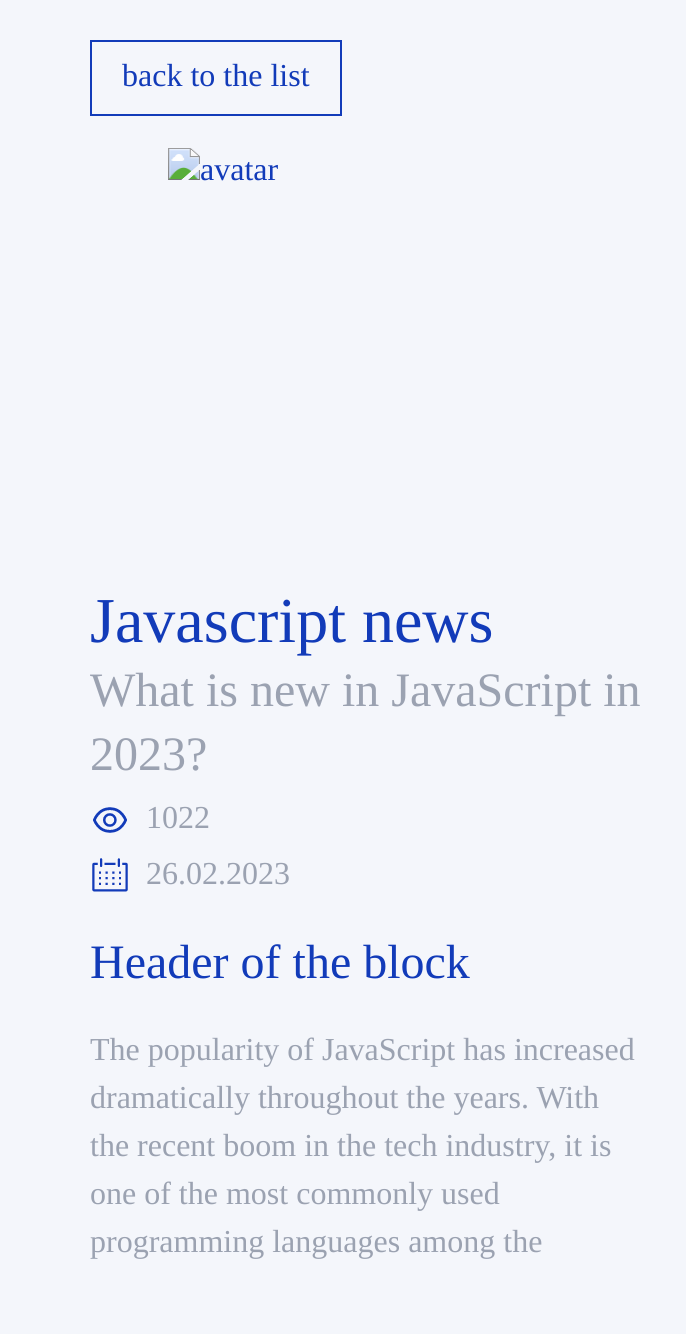 back to the list
avatar
Javascript news
What is new in JavaScript in
2023?
1022
26.02.2023
Header of the block
The popularity of JavaScript has increased
dramatically throughout the years. With
the recent boom in the tech industry, it is
one of the most commonly used
programming languages among the